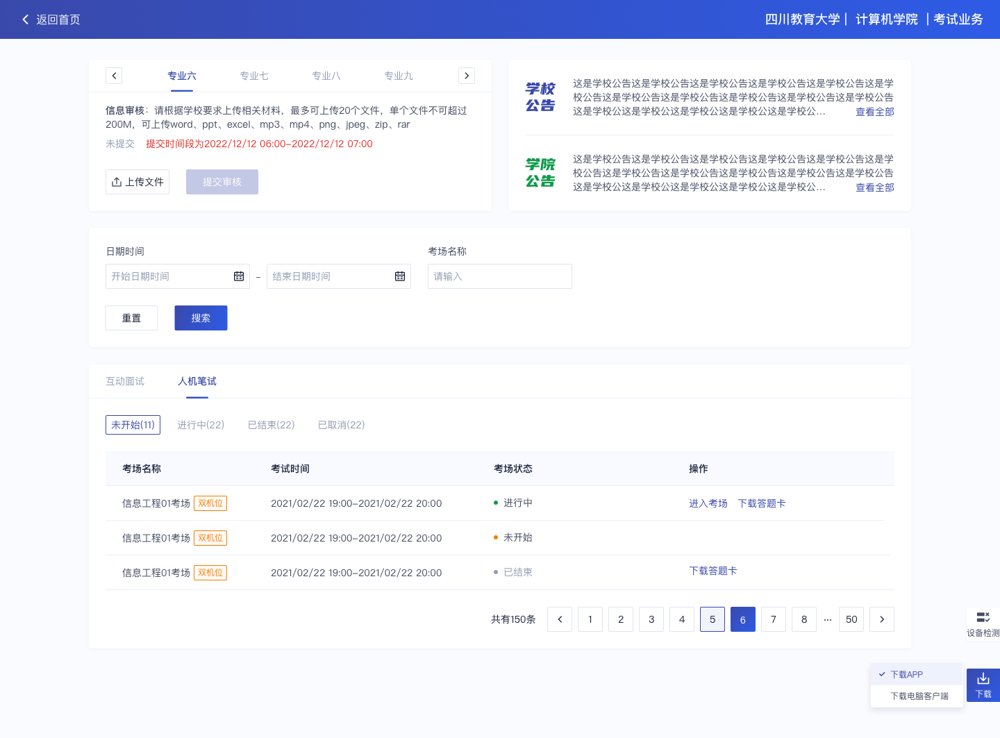 返回首页
四川教育大学 | 计算机学院 | 考试业务
专业六 专业七 专业八 专业九
信息审核：请根据学校要求上传相关材料，最多可上传20个文件，单个文件不可超过
200M，可上传word、ppt、excel、mp3、mp4、png、jpeg、zip、rar
未提交 提交时间段为2022/12/12 06:00-2022/12/12 07:00
上传文件 提交审核
学校
公告
这是学校公告这是学校公告这是学校公告这是学校公告这是学校公告这是学
校公告这是学校公告这是学校公告这是学校公告这是学校公告这是学校公告
这是学校公这是学校公这是学校公这是学校公这是学校公... 查看全部
学院
公告
这是学校公告这是学校公告这是学校公告这是学校公告这是学校公告这是学
校公告这是学校公告这是学校公告这是学校公告这是学校公告这是学校公告
这是学校公这是学校公这是学校公这是学校公这是学校公... 查看全部
日期时间 考场名称
开始日期时间 - 结束日期时间 请输入
重置 搜索
互动面试 人机笔试
未开始(11) 进行中(22) 已结束(22) 已取消(22)
考场名称 考试时间 考场状态 操作
信息工程01考场 双机位 2021/02/22 19:00-2021/02/22 20:00 进行中 进入考场 下载答题卡
信息工程01考场 双机位 2021/02/22 19:00-2021/02/22 20:00 未开始
信息工程01考场 双机位 2021/02/22 19:00-2021/02/22 20:00 已结束 下载答题卡
共有150条 1 2 3 4 5 6 7 8 ··· 50
设备检测
下载APP
下载电脑客户端
下载